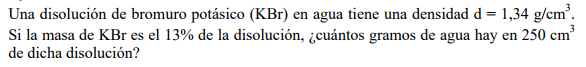 Una disolución de bromuro potásico (KBr) en agua tiene una densidad d = 1,34 g/cm³.
Si la masa de KBr es el 13% de la disolución, ¿cuántos gramos de agua hay en 250 cm³
de dicha disolución?